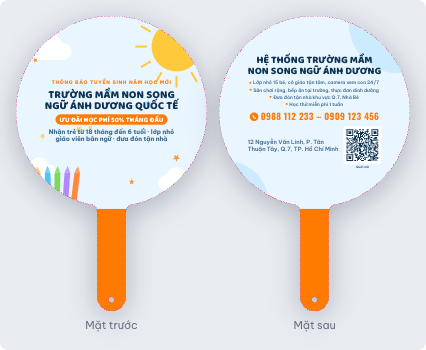 THÔNG BÁO TUYỂN SINH NĂM HỌC MỚI
TRƯỜNG MẦM NON SONG
NGỮ ÁNH DƯƠNG QUỐC TẾ
ƯU ĐÃI HỌC PHÍ 50% THÁNG ĐẦU
Nhận trẻ từ 18 tháng đến 6 tuổi · lớp nhỏ
giáo viên bản ngữ · đưa đón tận nhà
Mặt trước
HỆ THỐNG TRƯỜNG MẦM
NON SONG NGỮ ÁNH DƯƠNG
• Lớp nhỏ 15 bé, cô giáo tận tâm, camera xem con 24/7
• Sân chơi rộng, bếp ăn tại trường, thực đơn dinh dưỡng
• Đưa đón tận nhà khu vực Q.7, Nhà Bè
• Học thử miễn phí 1 tuần
0988 112 233 – 0909 123 456
12 Nguyễn Văn Linh, P. Tân
Thuận Tây, Q.7, TP. Hồ Chí Minh
Mặt sau